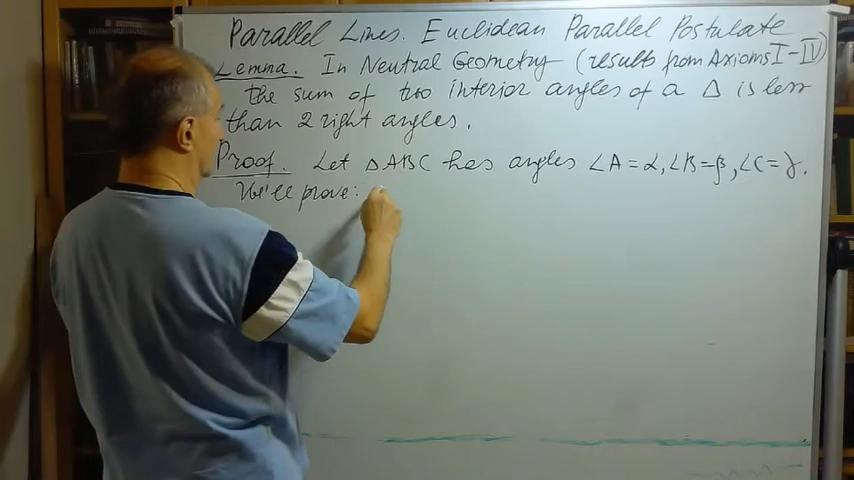 Parallel Lines. Euclidean Parallel Postulate
Lemma. In Neutral Geometry (results from Axioms I-IV)
the sum of two interior angles of a Δ is less
than 2 right angles.
Proof. Let ΔABC has angles ∠A=α, ∠B=β, ∠C=γ.
We'll prove: